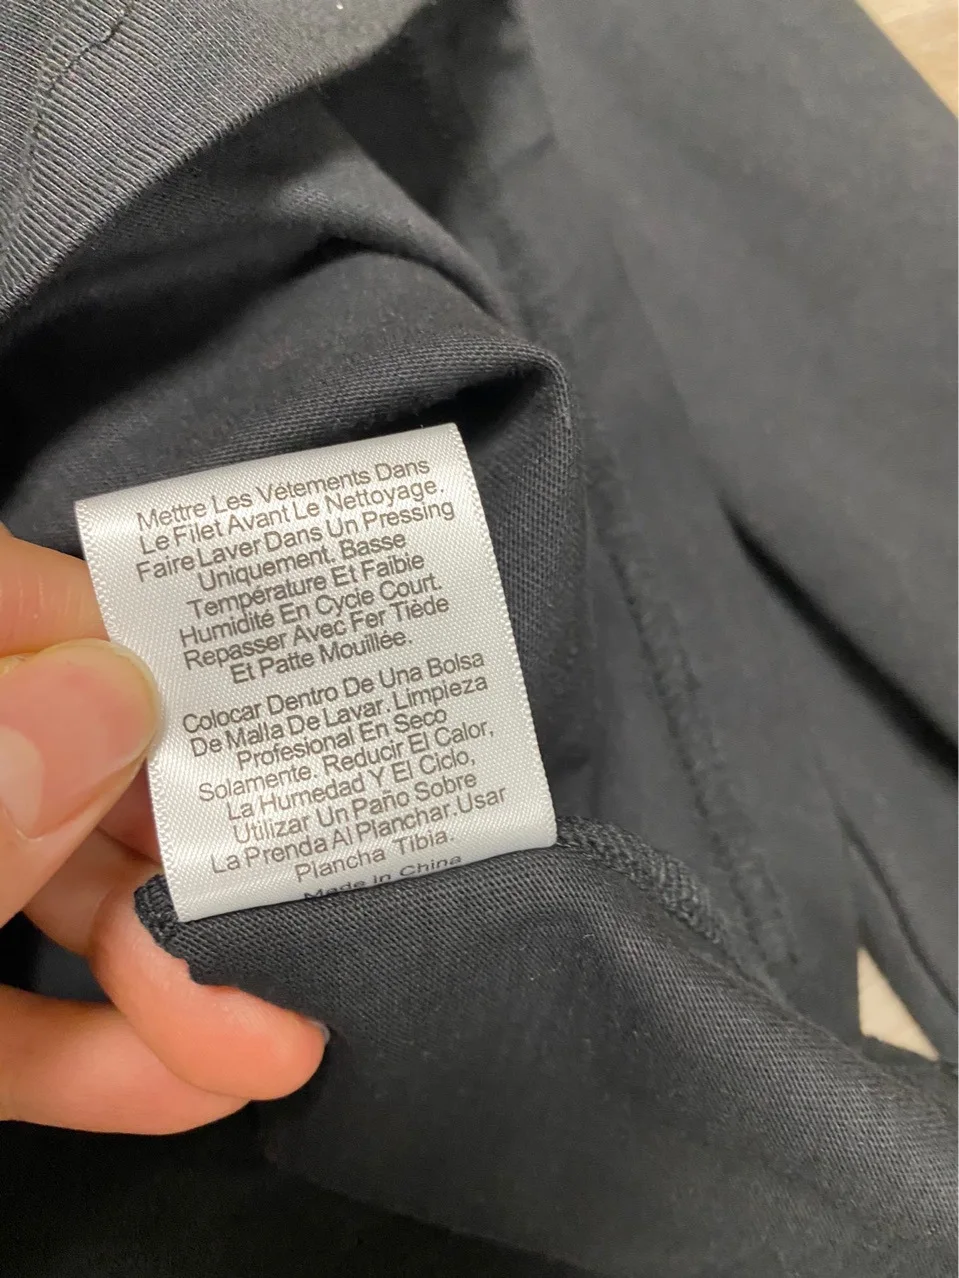 Mettre Les Vétements Dans
Le Filet Avant Le Nettoyage.
Faire Laver Dans Un Pressing
Uniquement. Basse
Température Et Faibie
Humidité En Cycle Court.
Repasser Avec Fer Tiède
Et Patte Mouillée.
Colocar Dentro De Una Bolsa
De Malla De Lavar. Limpieza
Profesional En Seco
Solamente. Reducir El Calor,
La Humedad Y El Ciclo,
Utilizar Un Paño Sobre
La Prenda Al Planchar.Usar
Plancha Tibia.
Made in China